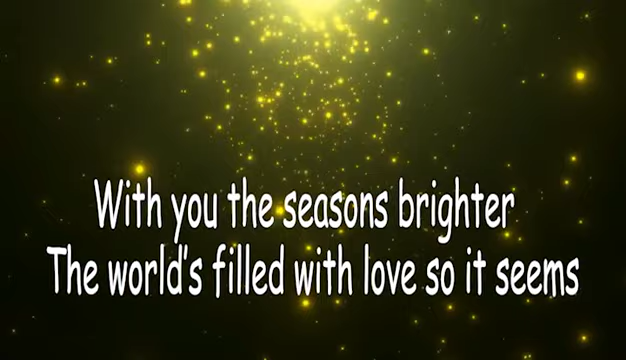 With you the seasons brighter
The world's filled with love so it seems